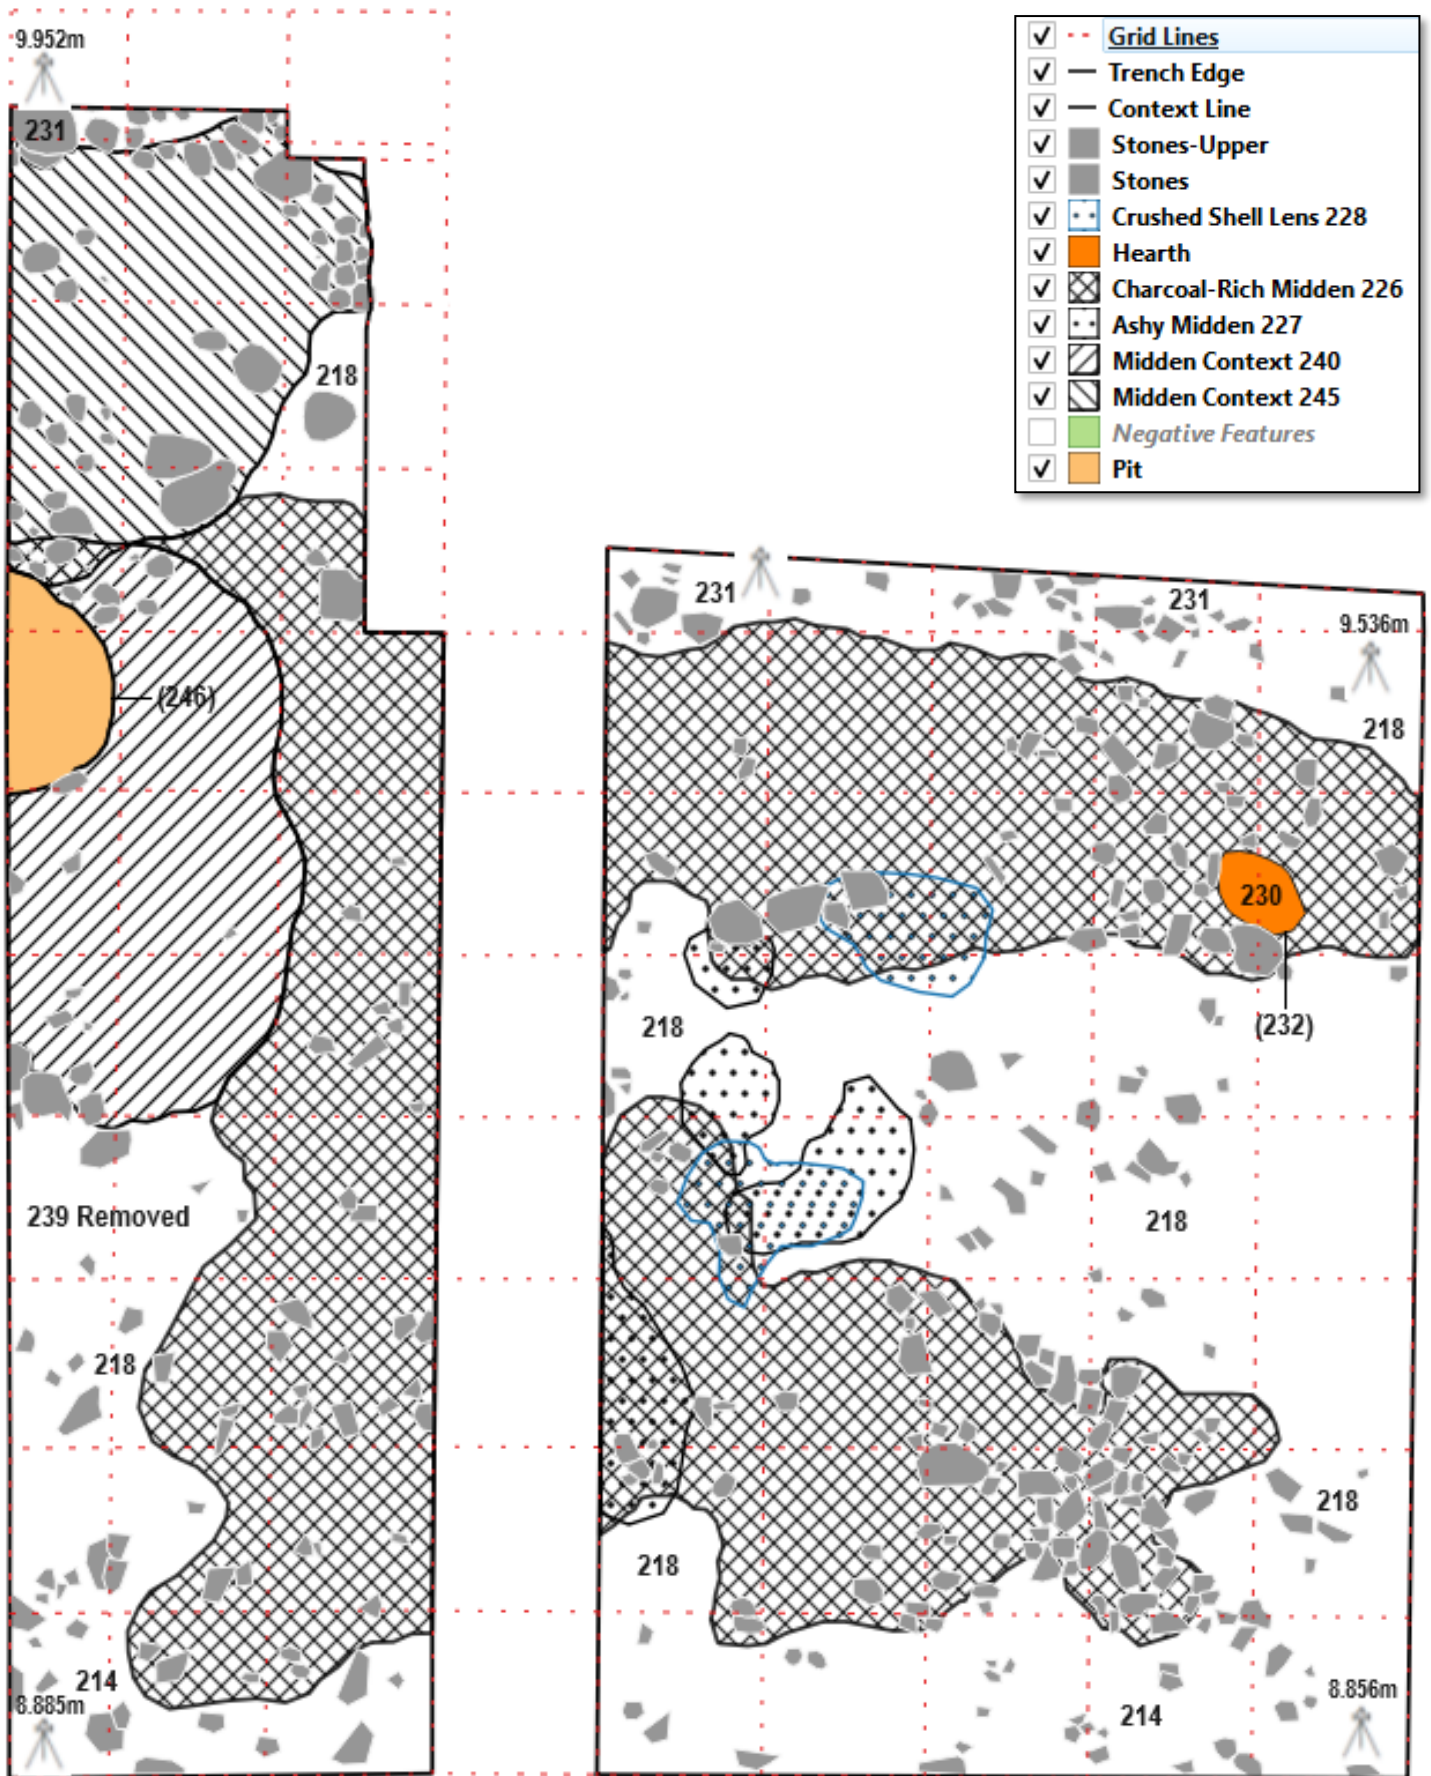 9.952m
231
218
(246)
239 Removed
218
214
8.885m
Grid Lines
Trench Edge
Context Line
Stones-Upper
Stones
Crushed Shell Lens 228
Hearth
Charcoal-Rich Midden 226
Ashy Midden 227
Midden Context 240
Midden Context 245
Negative Features
Pit
231
231
9.536m
218
230
218
(232)
218
218
218
8.856m
214